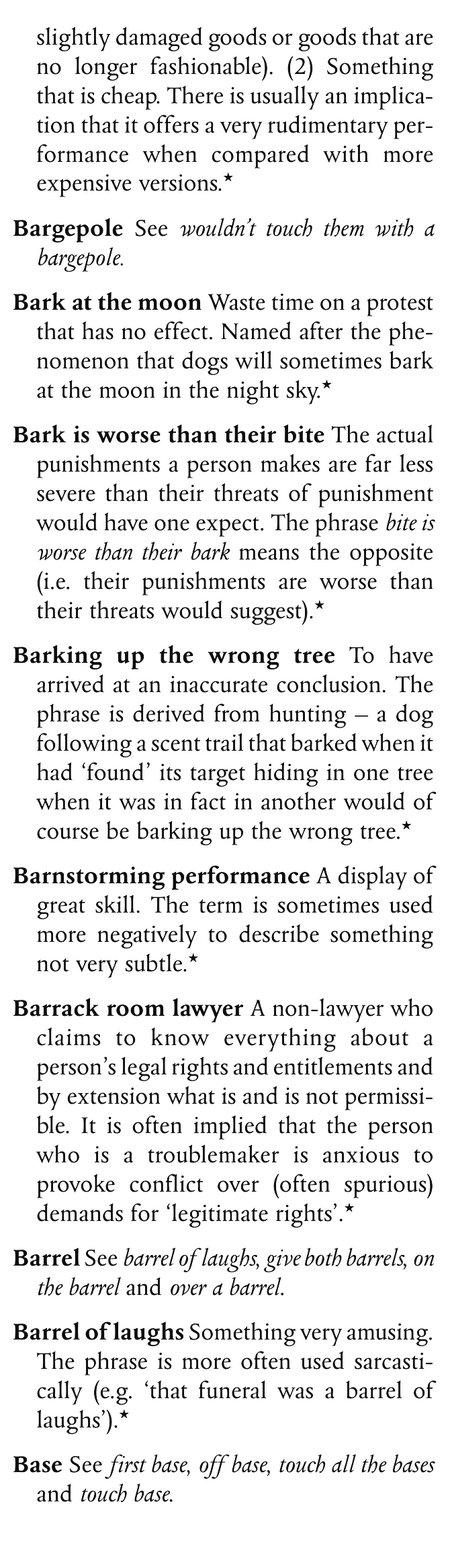 slightly damaged goods or goods that are
no longer fashionable). (2) Something
that is cheap. There is usually an implica-
tion that it offers a very rudimentary per-
formance when compared with more
expensive versions.★
Bargepole See wouldn't touch them with a
bargepole.
Bark at the moon Waste time on a protest
that has no effect. Named after the phe-
nomenon that dogs will sometimes bark
at the moon in the night sky.★
Bark is worse than their bite The actual
punishments a person makes are far less
severe than their threats of punishment
would have one expect. The phrase bite is
worse than their bark means the opposite
(i.e. their punishments are worse than
their threats would suggest).★
Barking up the wrong tree To have
arrived at an inaccurate conclusion. The
phrase is derived from hunting – a dog
following a scent trail that barked when it
had ‘found’ its target hiding in one tree
when it was in fact in another would of
course be barking up the wrong tree.★
Barnstorming performance A display of
great skill. The term is sometimes used
more negatively to describe something
not very subtle.★
Barrack room lawyer A non-lawyer who
claims to know everything about a
person’s legal rights and entitlements and
by extension what is and is not permissi-
ble. It is often implied that the person
who is a troublemaker is anxious to
provoke conflict over (often spurious)
demands for ‘legitimate rights’.★
Barrel See barrel of laughs, give both barrels, on
the barrel and over a barrel.
Barrel of laughs Something very amusing.
The phrase is more often used sarcasti-
cally (e.g. ‘that funeral was a barrel of
laughs’).★
Base See first base, off base, touch all the bases
and touch base.